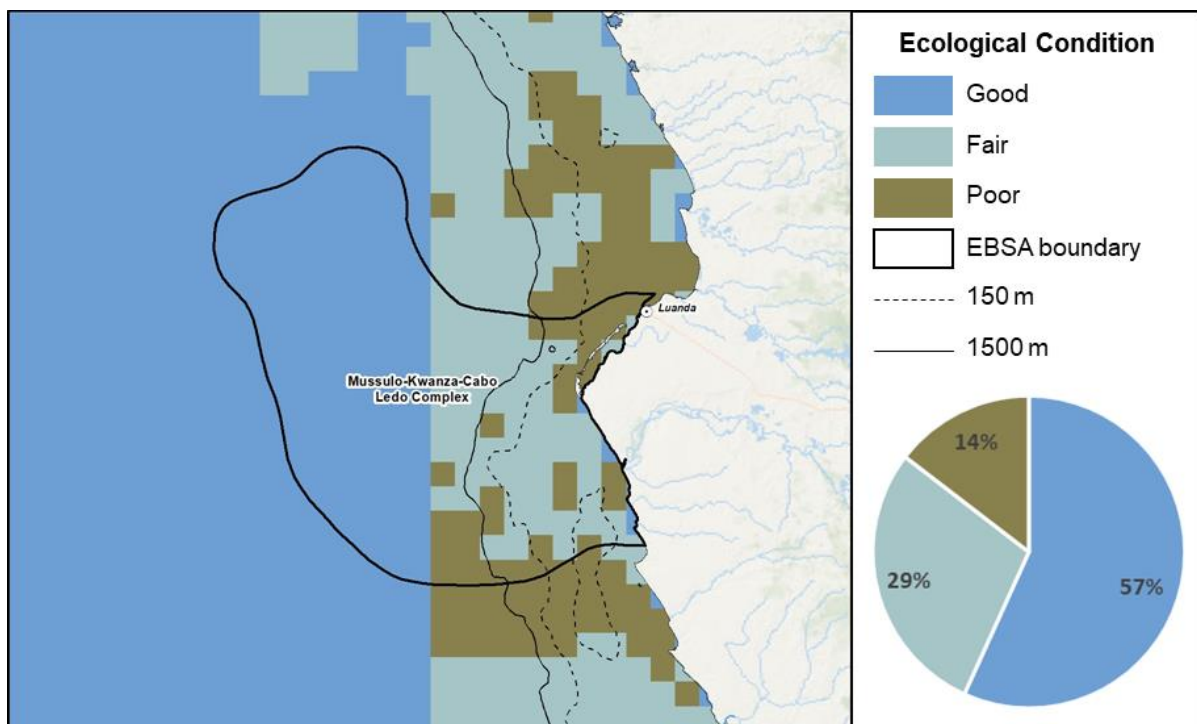 Luanda
Mussulo-Kwanza-Cabo
Ledo Complex
Ecological Condition
Good
Fair
Poor
EBSA boundary
150 m
1500 m
14%
29%
57%